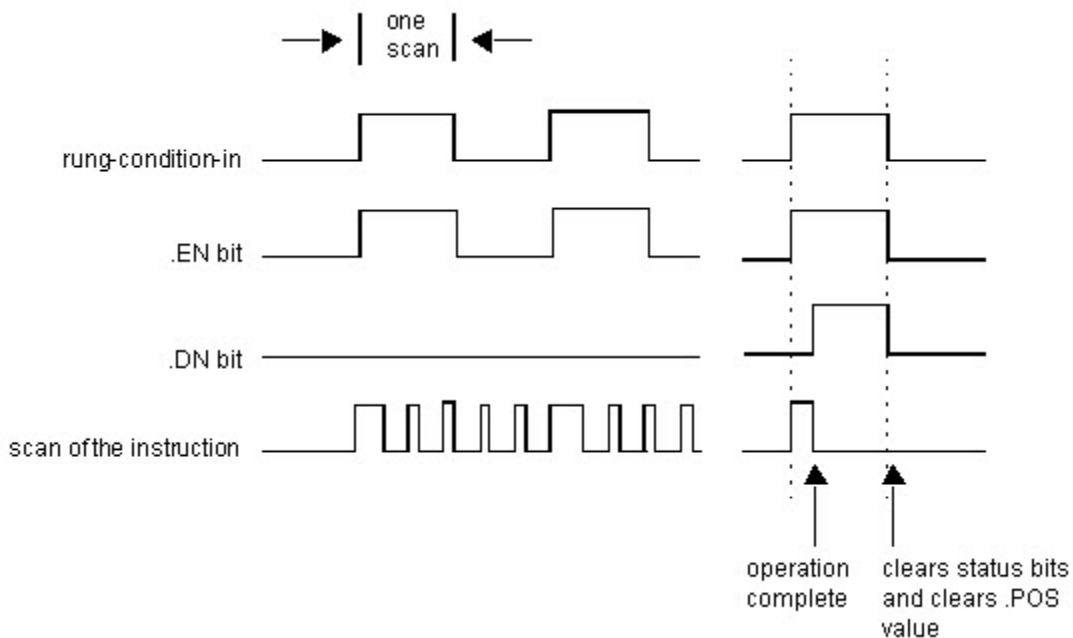 one
scan
rung-condition-in
.EN bit
.DN bit
scan of the instruction
operation
complete
clears status bits
and clears .POS
value